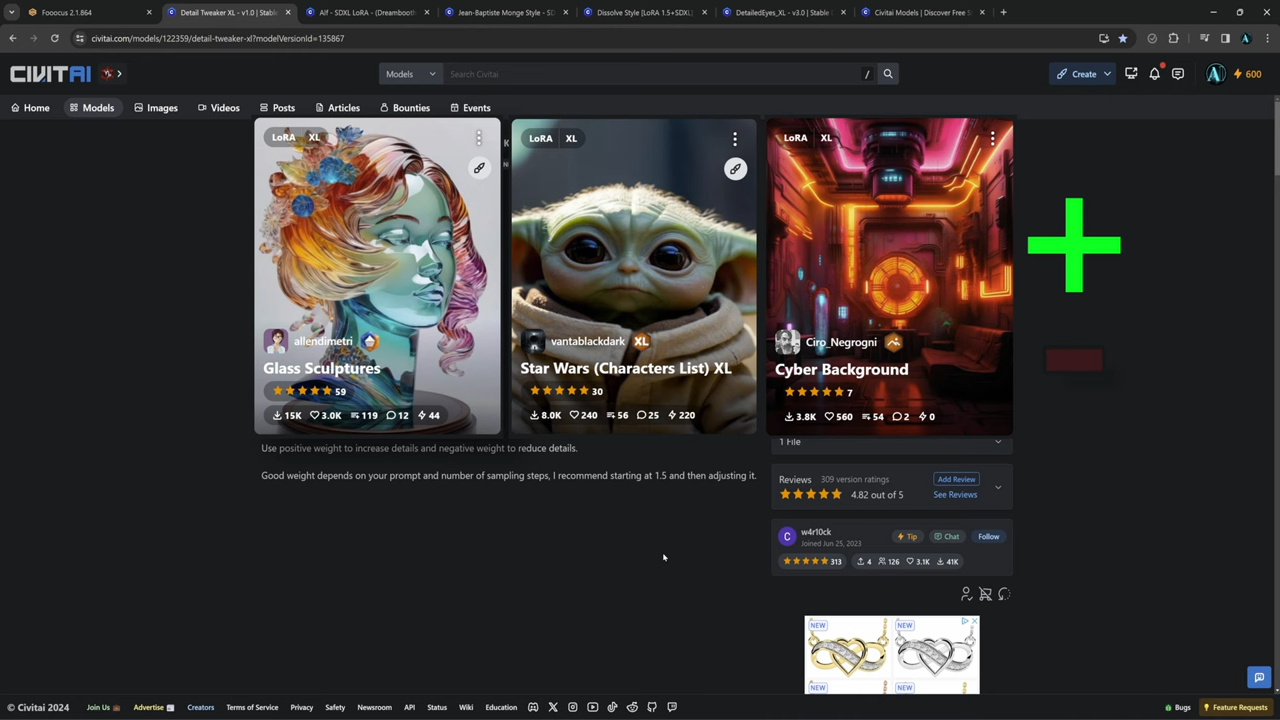 Fooocus 2.1.864
Detail Tweaker XL - v1.0 | Stable
Alf - SDXL LoRA - (Dreambooth
Jean-Baptiste Monge Style - SD
Dissolve Style [LoRA 1.5+SDXL]
DetailedEyes_XL - v3.0 | Stable
Civitai Models | Discover Free S
civitai.com/models/122359/detail-tweaker-xl?modelVersionId=135867
CIVITAI
Models
Search Civitai
/
Create
600
Home
Models
Images
Videos
Posts
Articles
Bounties
Events
LoRA XL
allendimetri
Glass Sculptures
59
15K 3.0K 119 12 44
LoRA XL
vantablackdark XL
Star Wars (Characters List) XL
30
8.0K 240 56 25 220
LoRA XL
Ciro_Negrogni
Cyber Background
7
3.8K 560 54 2 0
Use positive weight to increase details and negative weight to reduce details.
Good weight depends on your prompt and number of sampling steps, I recommend starting at 1.5 and then adjusting it.
1 File
Reviews 309 version ratings
4.82 out of 5
Add Review
See Reviews
C
w4r10ck
Joined Jun 25, 2023
Tip
Chat
Follow
313
4 126 3.1K 41K
NEW
NEW
NEW
NEW
© Civitai 2024
Join Us
Advertise
Creators
Terms of Service
Privacy
Safety
Newsroom
API
Status
Wiki
Education
Bugs
Feature Requests